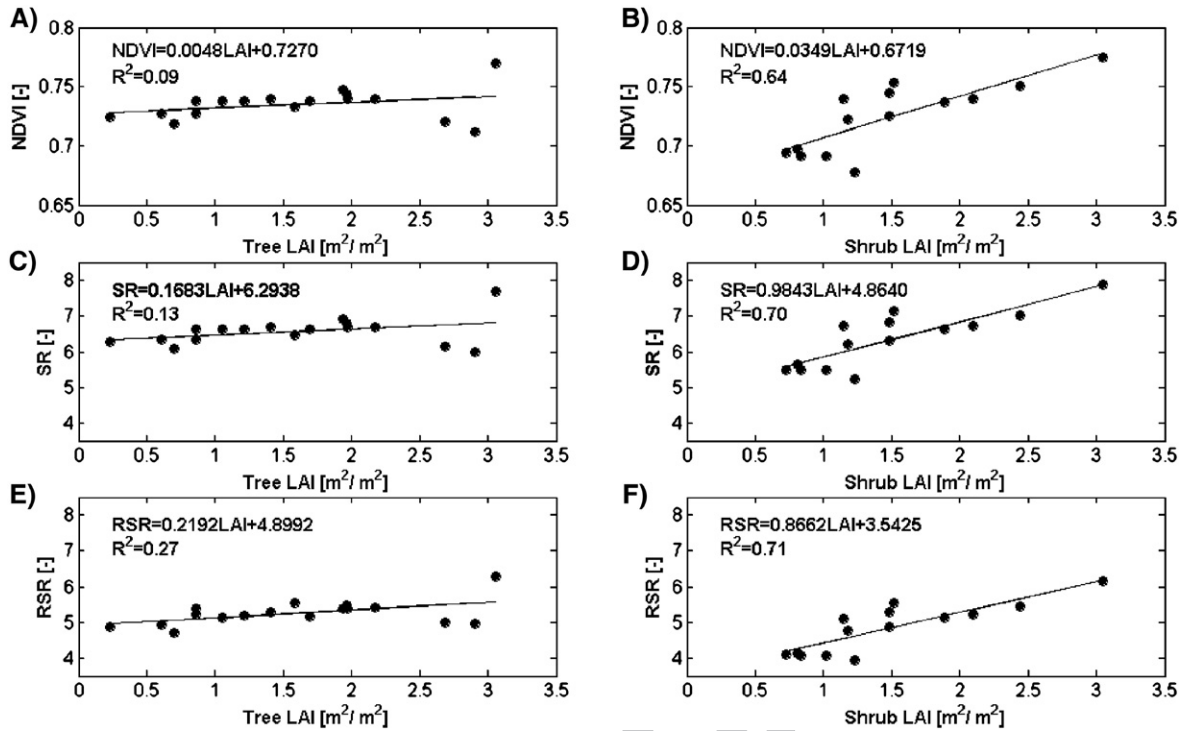 A)
NDVI=0.0048LAI+0.7270
R²=0.09
NDVI [-]
0.8
0.75
0.7
0.65
0 0.5 1 1.5 2 2.5 3 3.5
Tree LAI [m²/ m²]
B)
NDVI=0.0349LAI+0.6719
R²=0.64
NDVI [-]
0.8
0.75
0.7
0.65
0 0.5 1 1.5 2 2.5 3 3.5
Shrub LAI [m²/ m²]
C)
SR=0.1683LAI+6.2938
R²=0.13
SR [-]
8
7
6
5
4
0 0.5 1 1.5 2 2.5 3 3.5
Tree LAI [m²/ m²]
D)
SR=0.9843LAI+4.8640
R²=0.70
SR [-]
8
7
6
5
4
0 0.5 1 1.5 2 2.5 3 3.5
Shrub LAI [m²/ m²]
E)
RSR=0.2192LAI+4.8992
R²=0.27
RSR [-]
8
7
6
5
4
0 0.5 1 1.5 2 2.5 3 3.5
Tree LAI [m²/ m²]
F)
RSR=0.8662LAI+3.5425
R²=0.71
RSR [-]
8
7
6
5
4
0 0.5 1 1.5 2 2.5 3 3.5
Shrub LAI [m²/ m²]